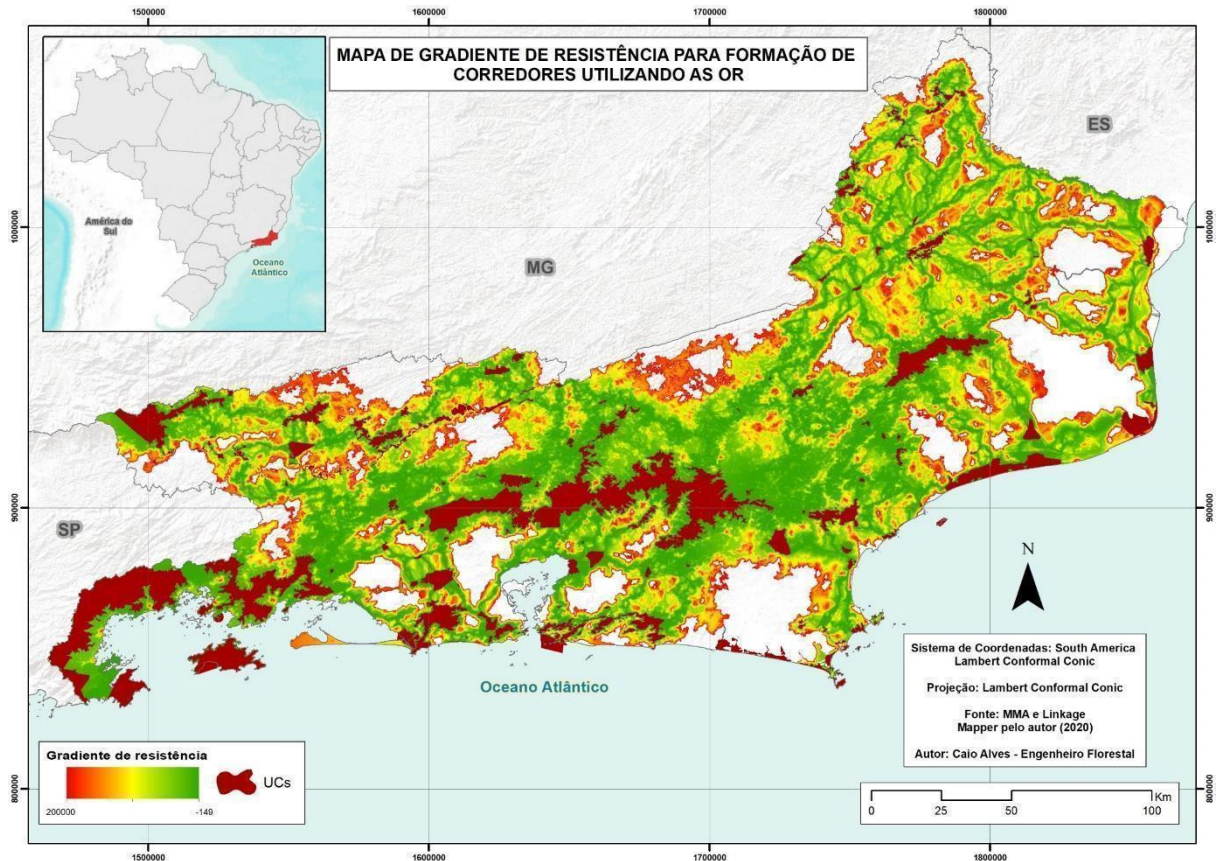 1500000
1600000
1700000
1800000
MAPA DE GRADIENTE DE RESISTÊNCIA PARA FORMAÇÃO DE
CORREDORES UTILIZANDO AS OR
América do
Sul
Oceano
Atlântico
ES
MG
SP
1000000
1000000
900000
900000
800000
800000
N
Oceano Atlântico
Sistema de Coordenadas: South America
Lambert Conformal Conic
Projeção: Lambert Conformal Conic
Fonte: MMA e Linkage
Mapper pelo autor (2020)
Autor: Caio Alves - Engenheiro Florestal
Gradiente de resistência
UCs
200000
-149
Km
0
25
50
100
1500000
1600000
1700000
1800000